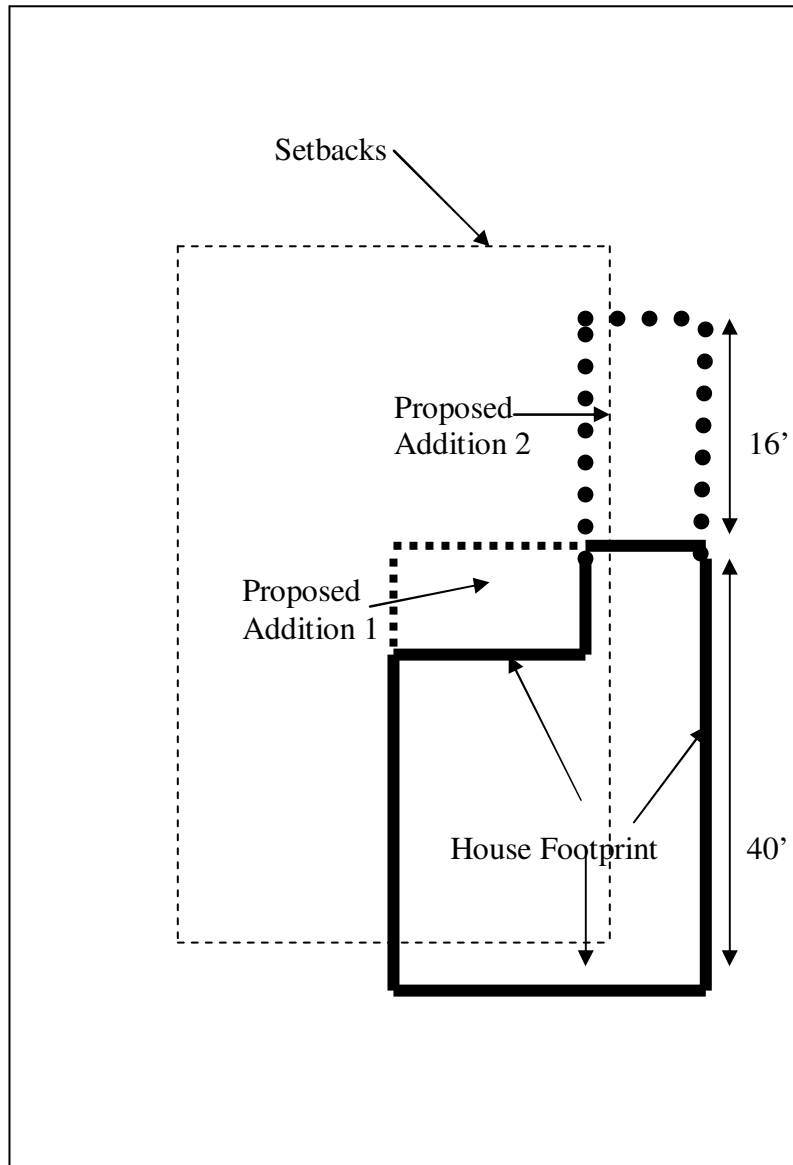 Setbacks
Proposed
Addition 2
16’
Proposed
Addition 1
House Footprint
40’